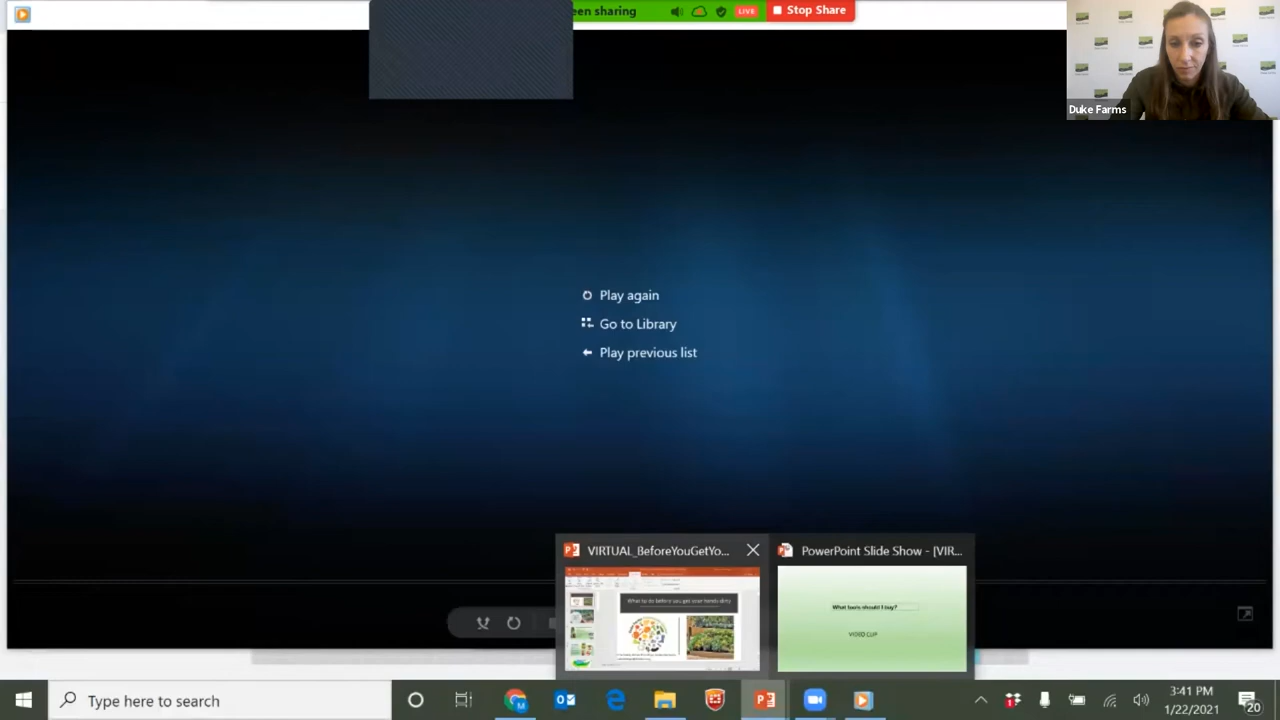 een sharing
LIVE
Stop Share
Duke Farms
Play again
Go to Library
Play previous list
VIRTUAL_BeforeYouGetYo...
PowerPoint Slide Show - [VIR...
What to do before you get your hands dirty
What tools should I buy?
VIDEO CLIP
Type here to search
3:41 PM
1/22/2021
20